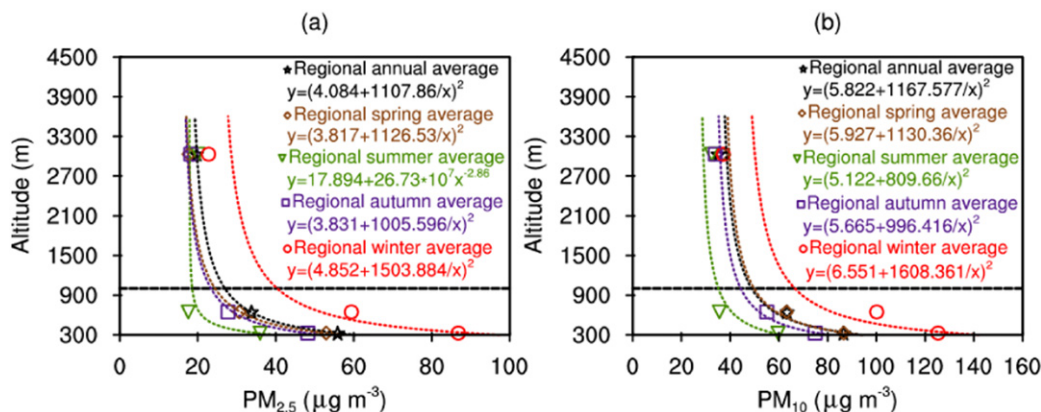 (a)
4500
3900
3300
2700
2100
1500
900
300
Altitude (m)
★Regional annual average
y=(4.084+1107.86/x)²
◇Regional spring average
y=(3.817+1126.53/x)²
▽Regional summer average
y=17.894+26.73*10⁷x⁻²·⁸⁶
□Regional autumn average
y=(3.831+1005.596/x)²
○Regional winter average
y=(4.852+1503.884/x)²
0 20 40 60 80 100
PM₂.₅ (μg m⁻³)
(b)
4500
3900
3300
2700
2100
1500
900
300
Altitude (m)
★Regional annual average
y=(5.822+1167.577/x)²
◇Regional spring average
y=(5.927+1130.36/x)²
▽Regional summer average
y=(5.122+809.66/x)²
□Regional autumn average
y=(5.665+996.416/x)²
○Regional winter average
y=(6.551+1608.361/x)²
0 20 40 60 80 100 120 140 160
PM₁₀ (μg m⁻³)